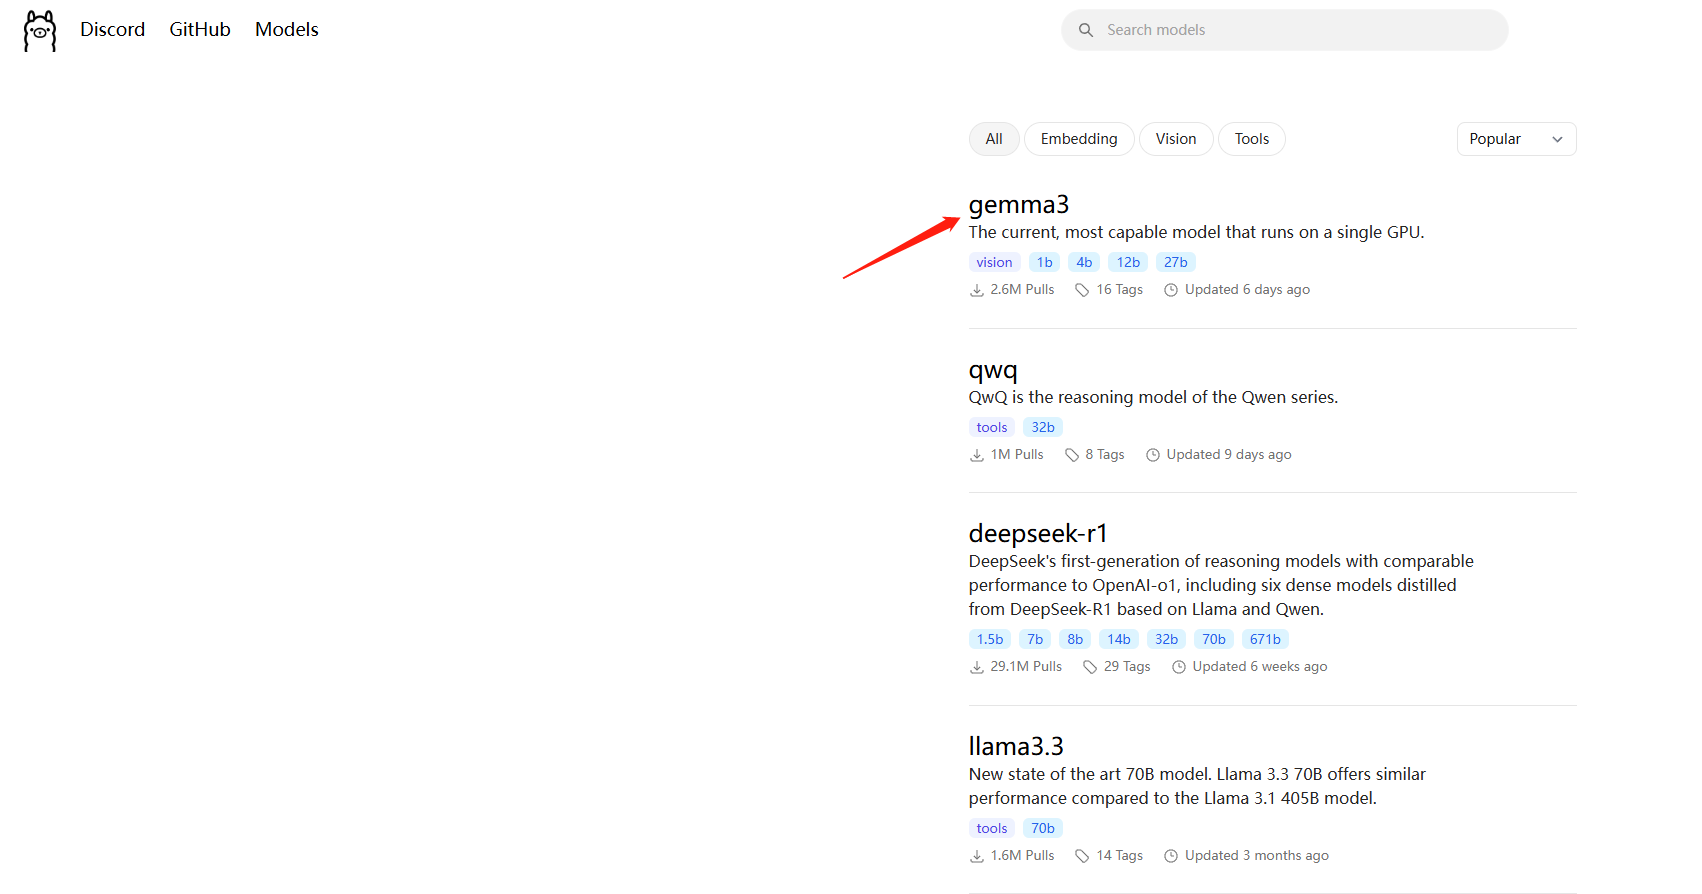 Discord GitHub Models
Search models
All Embedding Vision Tools
Popular
gemma3
The current, most capable model that runs on a single GPU.
vision 1b 4b 12b 27b
2.6M Pulls 16 Tags Updated 6 days ago
qwq
QwQ is the reasoning model of the Qwen series.
tools 32b
1M Pulls 8 Tags Updated 9 days ago
deepseek-r1
DeepSeek's first-generation of reasoning models with comparable
performance to OpenAI-o1, including six dense models distilled
from DeepSeek-R1 based on Llama and Qwen.
1.5b 7b 8b 14b 32b 70b 671b
29.1M Pulls 29 Tags Updated 6 weeks ago
llama3.3
New state of the art 70B model. Llama 3.3 70B offers similar
performance compared to the Llama 3.1 405B model.
tools 70b
1.6M Pulls 14 Tags Updated 3 months ago